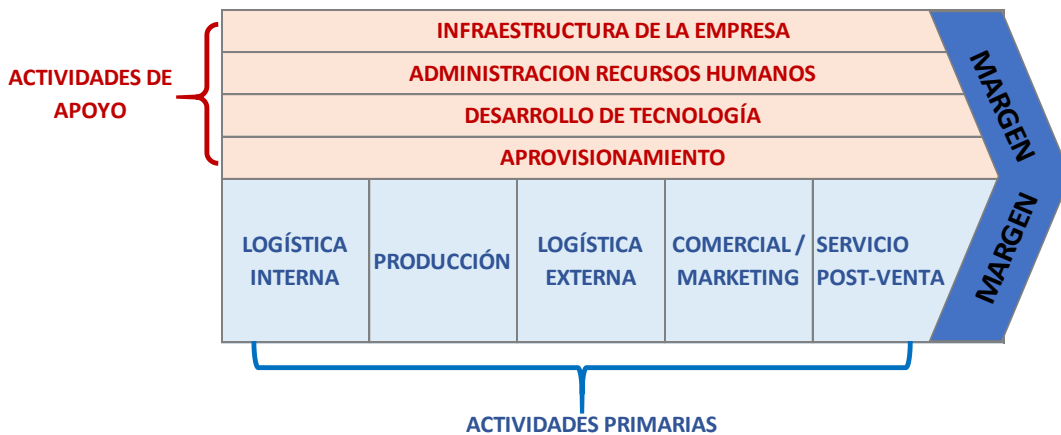 INFRAESTRUCTURA DE LA EMPRESA
ADMINISTRACION RECURSOS HUMANOS
DESARROLLO DE TECNOLOGÍA
APROVISIONAMIENTO
ACTIVIDADES DE
APOYO
MARGEN
MARGEN
LOGÍSTICA
INTERNA
PRODUCCIÓN
LOGÍSTICA
EXTERNA
COMERCIAL /
MARKETING
SERVICIO
POST-VENTA
ACTIVIDADES PRIMARIAS